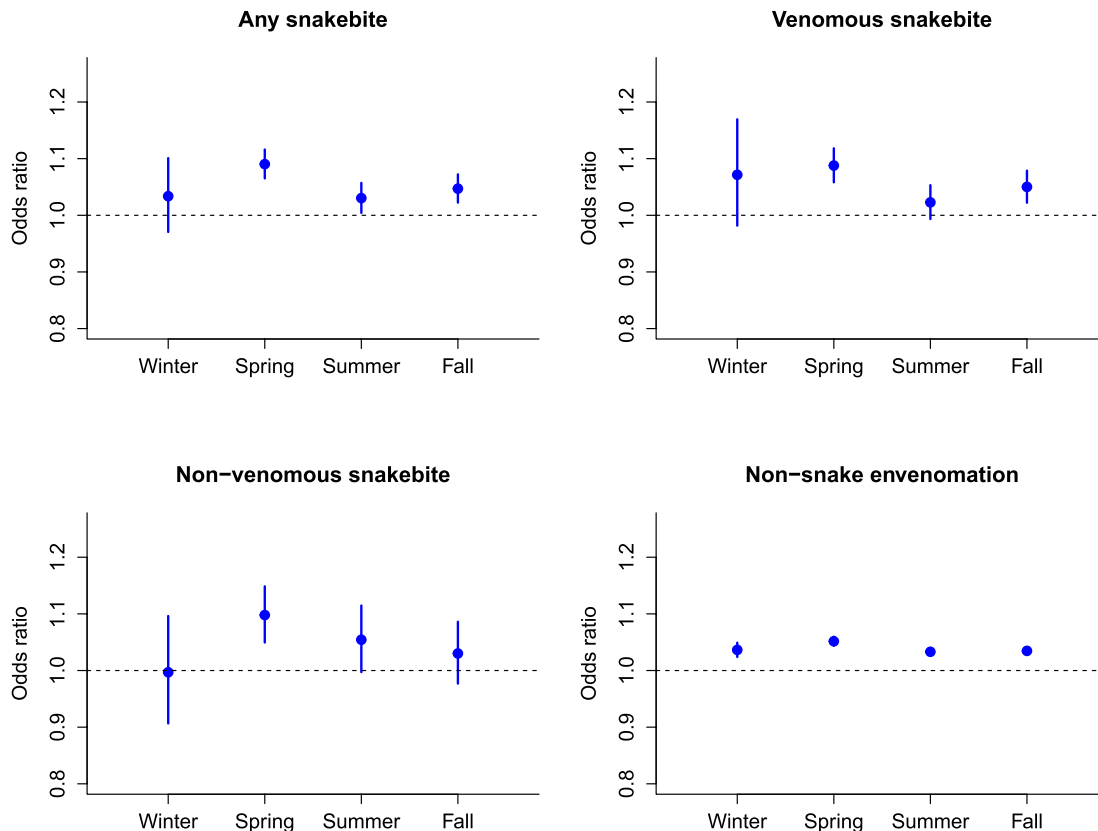 Any snakebite
Odds ratio
1.2
1.1
1.0
0.9
0.8
Winter Spring Summer Fall
Venomous snakebite
Odds ratio
1.2
1.1
1.0
0.9
0.8
Winter Spring Summer Fall
Non−venomous snakebite
Odds ratio
1.2
1.1
1.0
0.9
0.8
Winter Spring Summer Fall
Non−snake envenomation
Odds ratio
1.2
1.1
1.0
0.9
0.8
Winter Spring Summer Fall